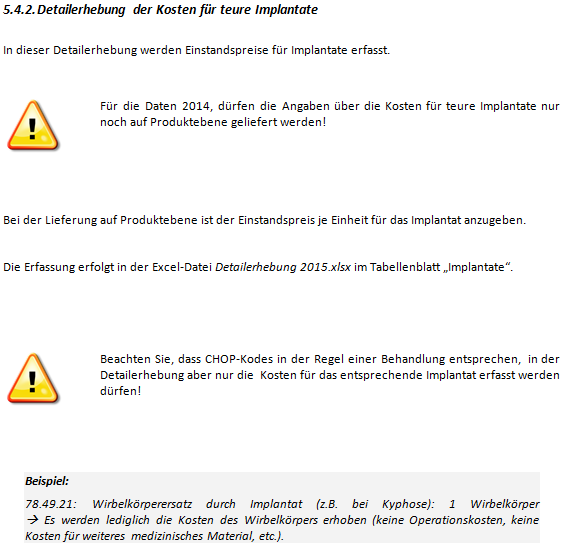 5.4.2. Detailerhebung der Kosten für teure Implantate
In dieser Detailerhebung werden Einstandspreise für Implantate erfasst.
Für die Daten 2014, dürfen die Angaben über die Kosten für teure Implantate nur
noch auf Produktebene geliefert werden!
Bei der Lieferung auf Produktebene ist der Einstandspreis je Einheit für das Implantat anzugeben.
Die Erfassung erfolgt in der Excel-Datei Detailerhebung 2015.xlsx im Tabellenblatt „Implantate“.
Beachten Sie, dass CHOP-Kodes in der Regel einer Behandlung entsprechen, in der
Detailerhebung aber nur die Kosten für das entsprechende Implantat erfasst werden
dürfen!
Beispiel:
78.49.21: Wirbelkörperersatz durch Implantat (z.B. bei Kyphose): 1 Wirbelkörper
→ Es werden lediglich die Kosten des Wirbelkörpers erhoben (keine Operationskosten, keine
Kosten für weiteres medizinisches Material, etc.).